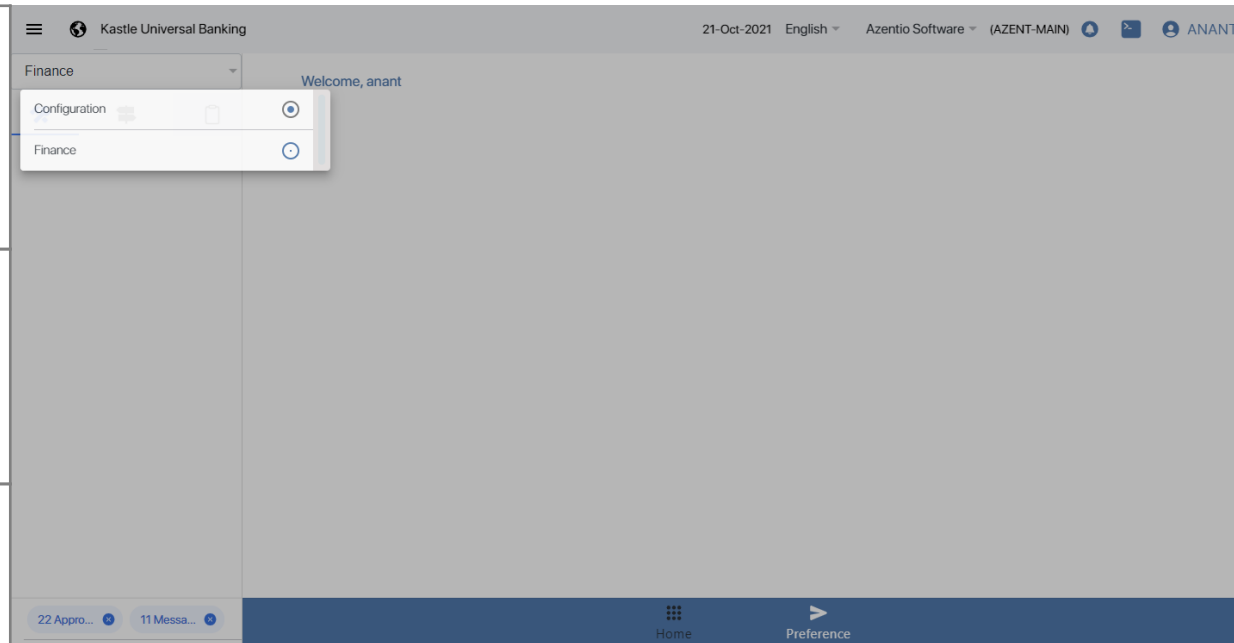 Kastle Universal Banking 21-Oct-2021 English Azentio Software (AZENT-MAIN) ANANT
Finance
Welcome, anant
Configuration
Finance
22 Appro... 11 Messa...
Home Preference